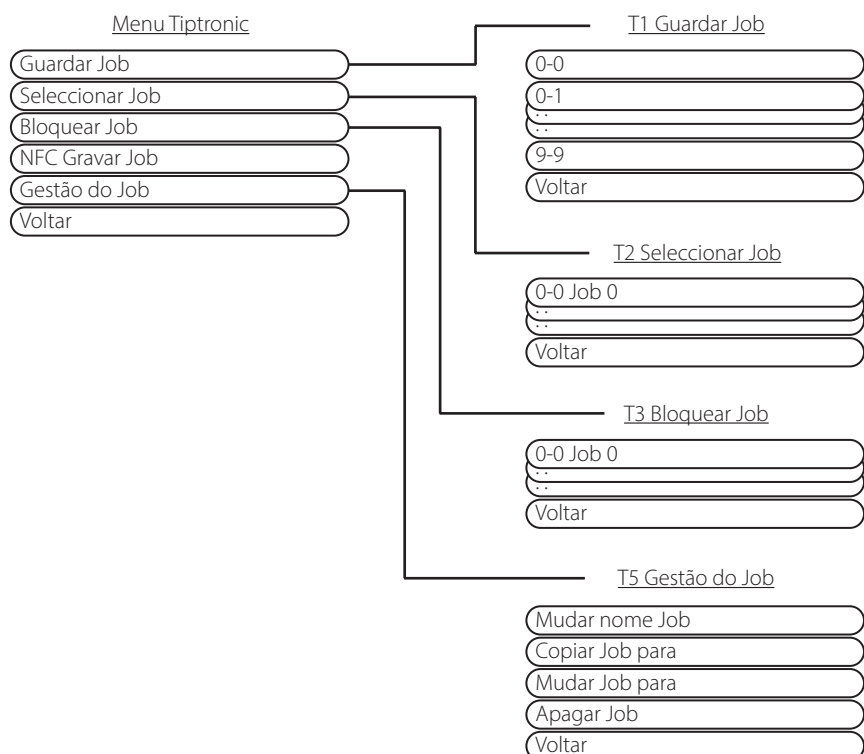 Menu Tiptronic
Guardar Job
Seleccionar Job
Bloquear Job
NFC Gravar Job
Gestão do Job
Voltar
T1 Guardar Job
0-0
0-1
: :
: :
9-9
Voltar
T2 Seleccionar Job
0-0 Job 0
: :
: :
Voltar
T3 Bloquear Job
0-0 Job 0
: :
: :
Voltar
T5 Gestão do Job
Mudar nome Job
Copiar Job para
Mudar Job para
Apagar Job
Voltar